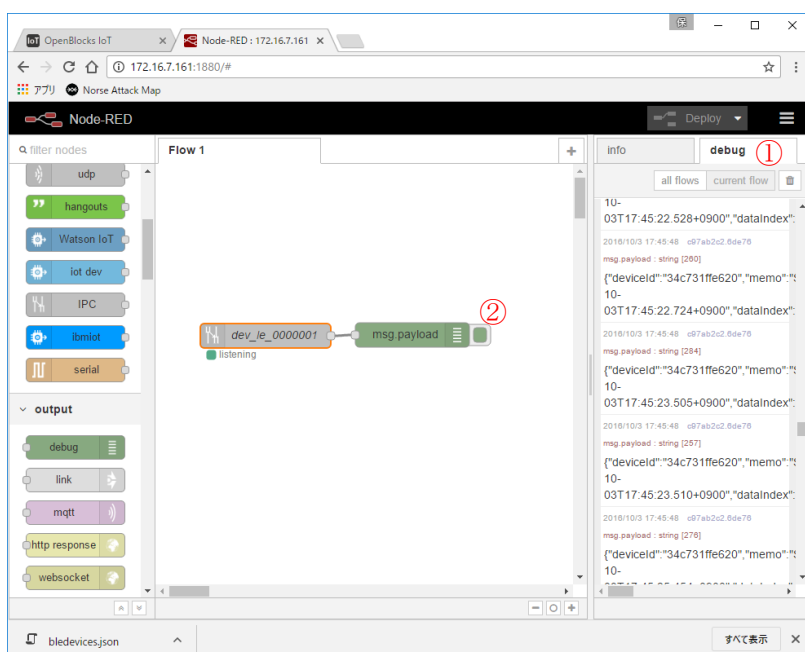 保
OpenBlocks IoT
Node-RED : 172.16.7.161
172.16.7.161:1880/#
アプリ Norse Attack Map
Node-RED
Deploy
filter nodes
Flow 1
info
debug
①
all flows
current flow
udp
hangouts
Watson IoT
iot dev
IPC
ibmiot
serial
output
debug
link
mqtt
http response
websocket
dev_le_0000001
listening
msg.payload
②
10-
03T17:45:22.528+0900","dataIndex":
2016/10/3 17:45:48 c97ab2c2.6de76
msg.payload : string [260]
{"deviceId":"34c731ffe620","memo":"S
10-
03T17:45:22.724+0900","dataIndex":
2016/10/3 17:45:48 c97ab2c2.6de76
msg.payload : string [284]
{"deviceId":"34c731ffe620","memo":"S
10-
03T17:45:23.505+0900","dataIndex":
2016/10/3 17:45:48 c97ab2c2.6de76
msg.payload : string [257]
{"deviceId":"34c731ffe620","memo":"S
10-
03T17:45:23.510+0900","dataIndex":
2016/10/3 17:45:48 c97ab2c2.6de76
msg.payload : string [276]
{"deviceId":"34c731ffe620","memo":"S
10-
bledevices.json
すべて表示